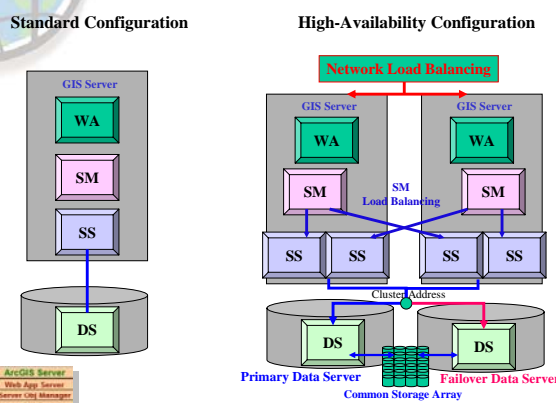 Standard Configuration
High-Availability Configuration
GIS Server
WA
SM
SS
DS
ArcGIS Server
Web App Server
Server Obj Manager
Network Load Balancing
GIS Server
GIS Server
WA
WA
SM
SM
SM
Load Balancing
SS
SS
SS
SS
Cluster Address
DS
DS
Primary Data Server
Failover Data Server
Common Storage Array